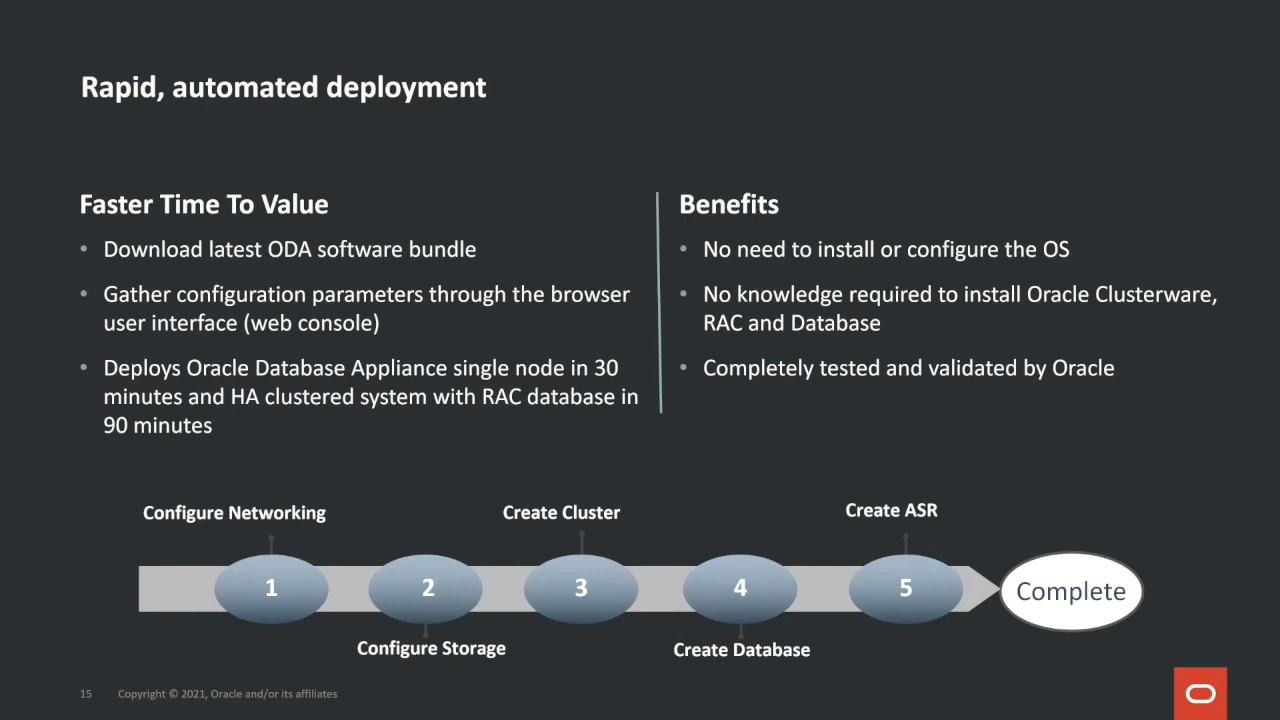 Rapid, automated deployment
Faster Time To Value
• Download latest ODA software bundle
• Gather configuration parameters through the browser
user interface (web console)
• Deploys Oracle Database Appliance single node in 30
minutes and HA clustered system with RAC database in
90 minutes
Benefits
• No need to install or configure the OS
• No knowledge required to install Oracle Clusterware,
RAC and Database
• Completely tested and validated by Oracle
Configure Networking
Create Cluster
Create ASR
1
2
3
4
5
Complete
Configure Storage
Create Database
15
Copyright © 2021, Oracle and/or its affiliates